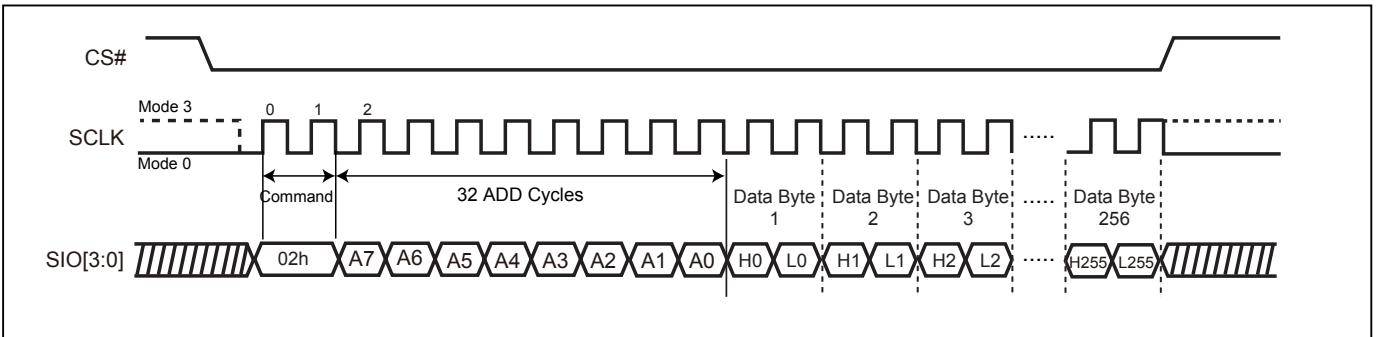 CS#
Mode 3
0 1 2
SCLK
.....
Mode 0
Command
32 ADD Cycles
Data Byte 1
Data Byte 2
Data Byte 3
.....
Data Byte 256
SIO[3:0]
02h A7 A6 A5 A4 A3 A2 A1 A0 H0 L0 H1 L1 H2 L2 ..... H255 L255